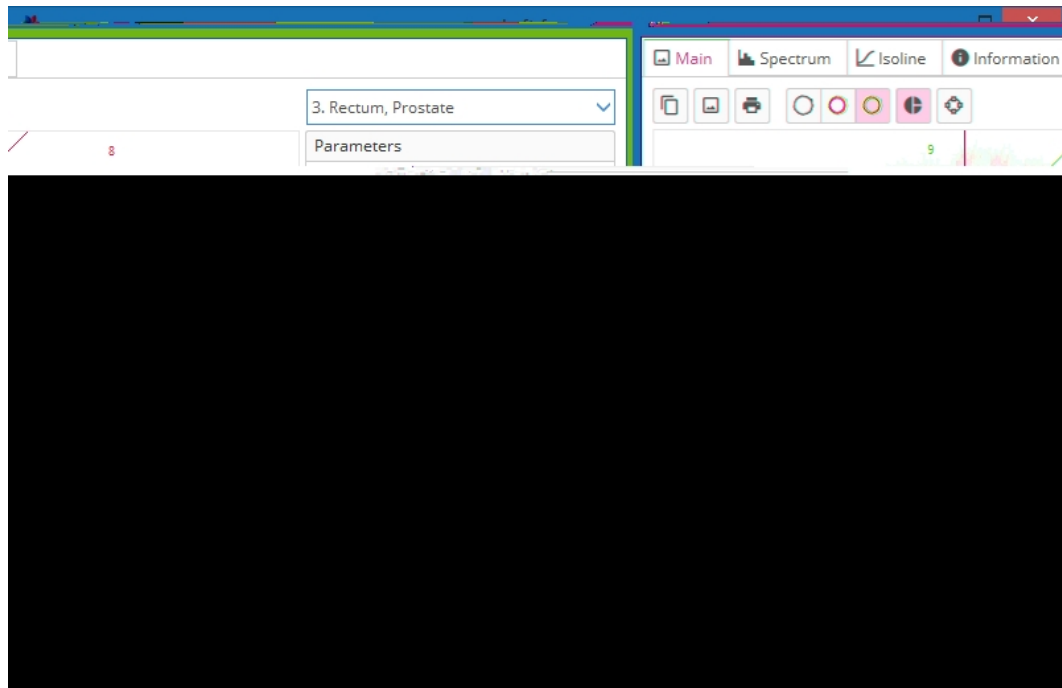 Main Spectrum Isoline Information
3. Rectum, Prostate
8
Parameters
9